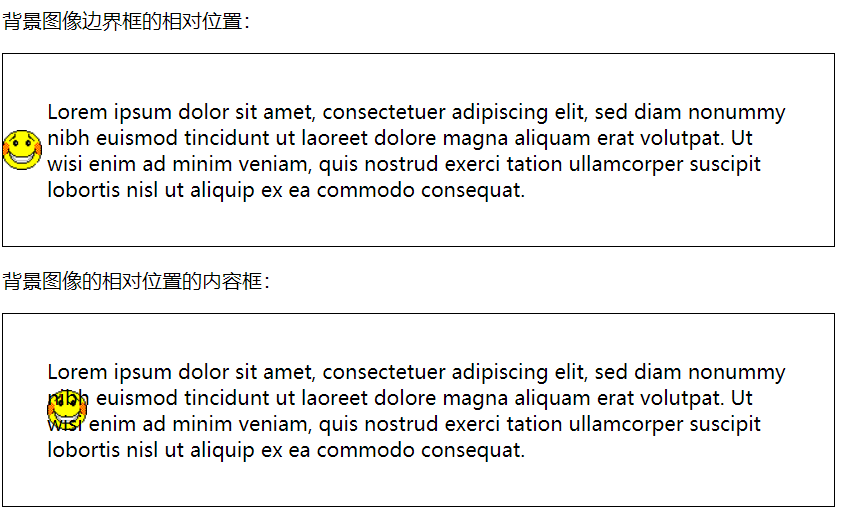 背景图像边界框的相对位置：
Lorem ipsum dolor sit amet, consectetuer adipiscing elit, sed diam nonummy
nibh euismod tincidunt ut laoreet dolore magna aliquam erat volutpat. Ut
wisi enim ad minim veniam, quis nostrud exerci tation ullamcorper suscipit
lobortis nisl ut aliquip ex ea commodo consequat.
背景图像的相对位置的内容框：
Lorem ipsum dolor sit amet, consectetuer adipiscing elit, sed diam nonummy
nibh euismod tincidunt ut laoreet dolore magna aliquam erat volutpat. Ut
wisi enim ad minim veniam, quis nostrud exerci tation ullamcorper suscipit
lobortis nisl ut aliquip ex ea commodo consequat.